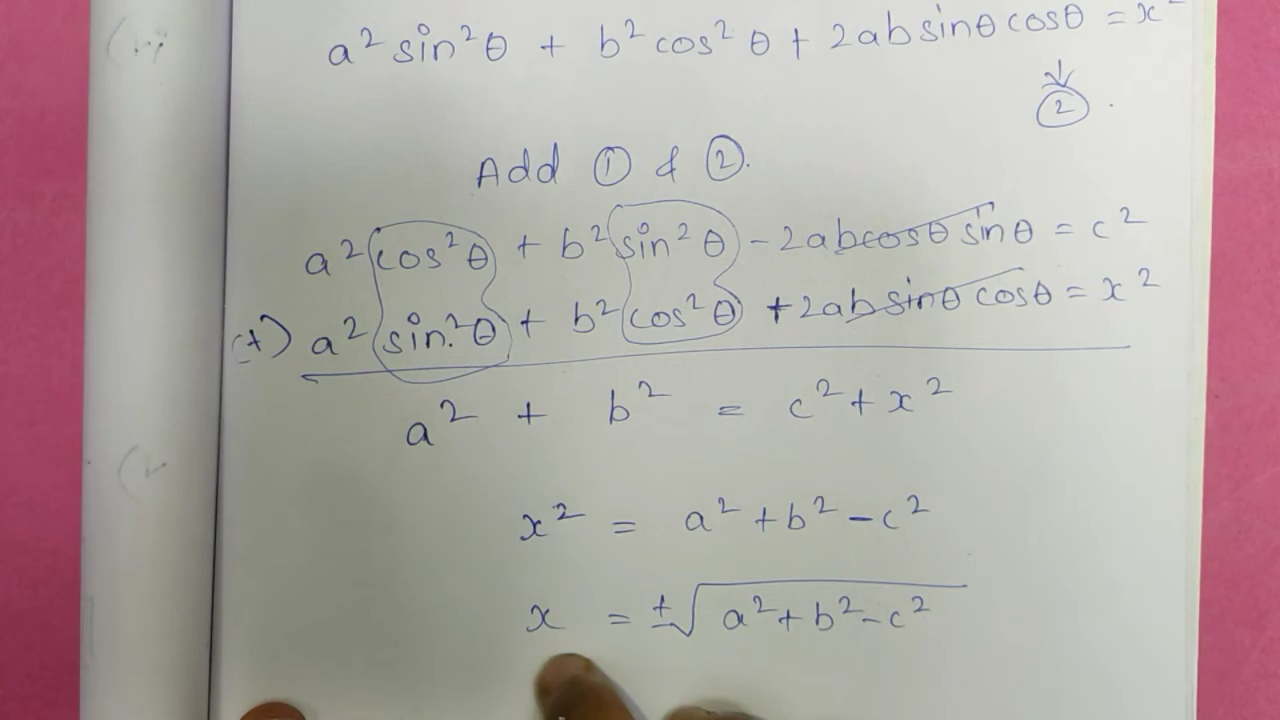 a² sin²θ + b² cos²θ + 2ab sinθ cosθ = x²
②
Add ① & ②.
a² cos²θ + b² sin²θ - 2ab cosθ sinθ = c²
(+) a² sin²θ + b² cos²θ + 2ab sinθ cosθ = x²
a² + b² = c² + x²
x² = a² + b² - c²
x = ±√a² + b² - c²